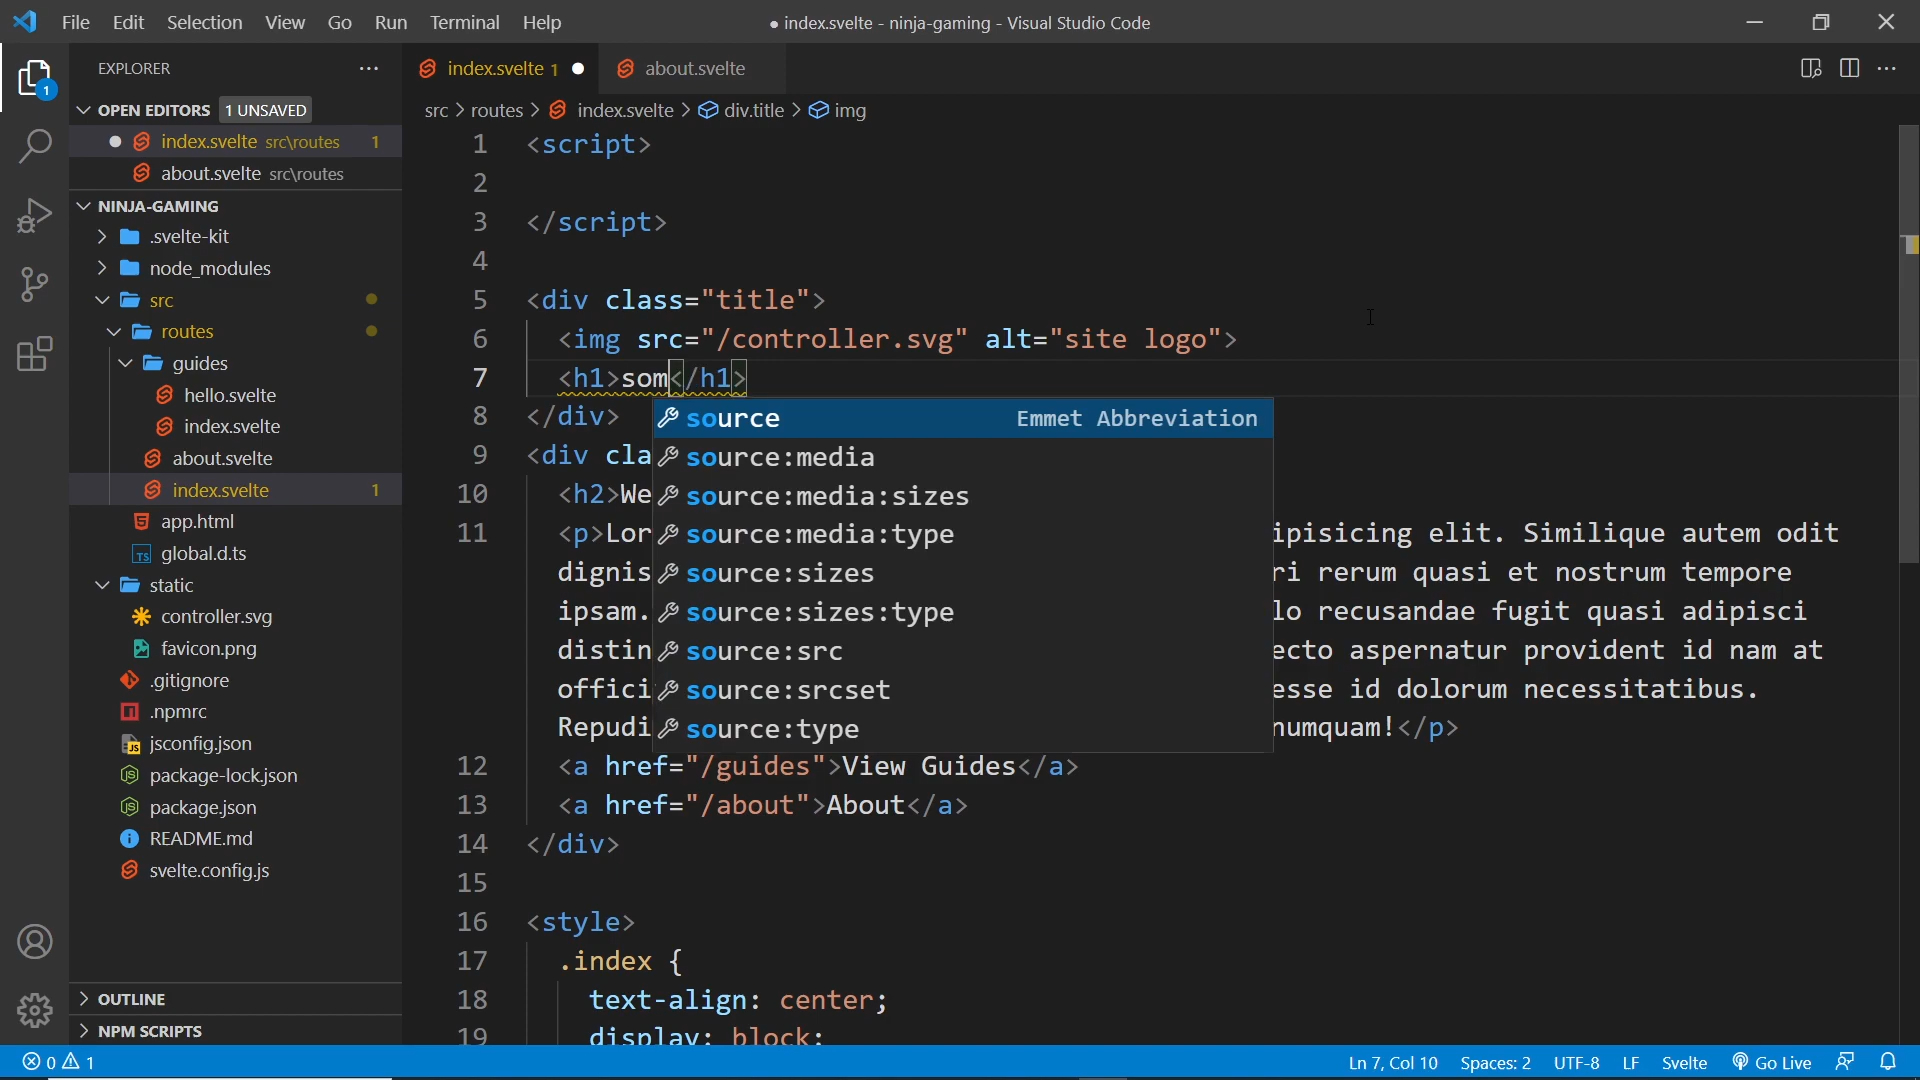 File Edit Selection View Go Run Terminal Help
● index.svelte - ninja-gaming - Visual Studio Code
EXPLORER
OPEN EDITORS 1 UNSAVED
index.svelte src\routes 1
about.svelte src\routes
NINJA-GAMING
.svelte-kit
node_modules
src
routes
guides
hello.svelte
index.svelte
about.svelte
index.svelte 1
app.html
global.d.ts
static
controller.svg
favicon.png
.gitignore
.npmrc
jsconfig.json
package-lock.json
package.json
README.md
svelte.config.js
OUTLINE
NPM SCRIPTS
1
index.svelte 1 about.svelte
src > routes > index.svelte > div.title > img
1 <script>
2
3 </script>
4
5 <div class="title">
6 <img src="/controller.svg" alt="site logo">
7 <h1>som</h1>
8 </div>
9 <div cla
10 <h2>We
11 <p>Lor ipisicing elit. Similique autem odit
dignis ri rerum quasi et nostrum tempore
ipsam. lo recusandae fugit quasi adipisci
distin ecto aspernatur provident id nam at
offici esse id dolorum necessitatibus.
Repudi numquam!</p>
source Emmet Abbreviation
source:media
source:media:sizes
source:media:type
source:sizes
source:sizes:type
source:src
source:srcset
source:type
12 <a href="/guides">View Guides</a>
13 <a href="/about">About</a>
14 </div>
15
16 <style>
17 .index {
18 text-align: center;
19 display: block;
0 1 Ln 7, Col 10 Spaces: 2 UTF-8 LF Svelte Go Live